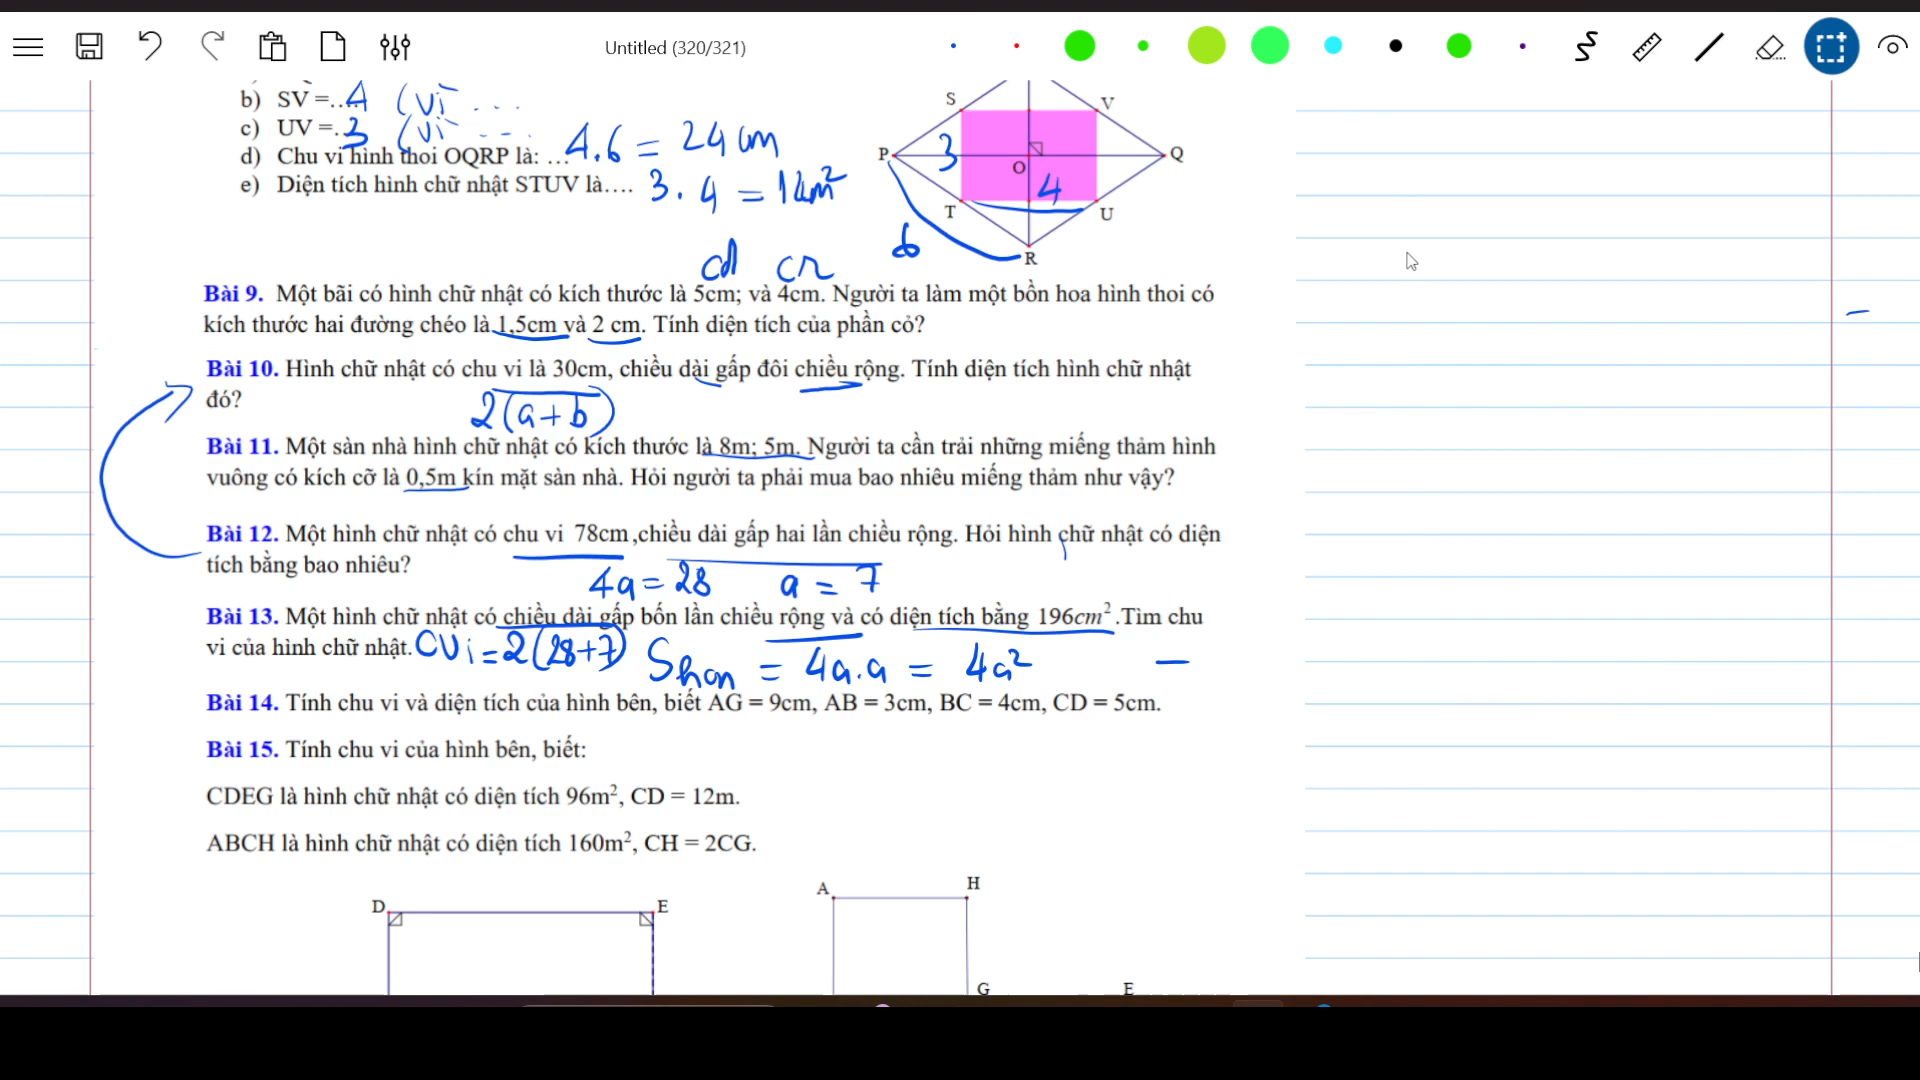 Untitled (320/321)
b) SV =... 4 (vì ...
c) UV =.. 3 (vì ...
d) Chu vi hình thoi OQRP là: ... 4.6 = 24 cm
e) Diện tích hình chữ nhật STUV là.... 3.4 =
S V
P 3 O Q
4
T U
6 R
cd cr
Bài 9. Một bãi có hình chữ nhật có kích thước là 5cm; và 4cm. Người ta làm một bồn hoa hình thoi có
kích thước hai đường chéo là 1,5cm và 2 cm. Tính diện tích của phần cỏ?
Bài 10. Hình chữ nhật có chu vi là 30cm, chiều dài gấp đôi chiều rộng. Tính diện tích hình chữ nhật
đó?
2(a+b)
Bài 11. Một sàn nhà hình chữ nhật có kích thước là 8m; 5m. Người ta cần trải những miếng thảm hình
vuông có kích cỡ là 0,5m kín mặt sàn nhà. Hỏi người ta phải mua bao nhiêu miếng thảm như vậy?
Bài 12. Một hình chữ nhật có chu vi 78cm,chiều dài gấp hai lần chiều rộng. Hỏi hình chữ nhật có diện
tích bằng bao nhiêu?
4a = 28 a = 7
Bài 13. Một hình chữ nhật có chiều dài gấp bốn lần chiều rộng và có diện tích bằng 196cm².Tìm chu
vi của hình chữ nhật. CVi = 2(28+7) Shcn = 4a.a = 4a²
Bài 14. Tính chu vi và diện tích của hình bên, biết AG = 9cm, AB = 3cm, BC = 4cm, CD = 5cm.
Bài 15. Tính chu vi của hình bên, biết:
CDEG là hình chữ nhật có diện tích 96m², CD = 12m.
ABCH là hình chữ nhật có diện tích 160m², CH = 2CG.
D E A H
G E